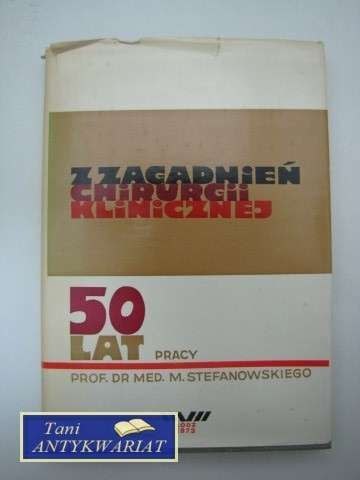 Z ZAGADNIEŃ
CHIRURGII
KLINICZNEJ
50
LAT PRACY
PROF. DR MED. M. STEFANOWSKIEGO
Tani
ANTYKWARIAT